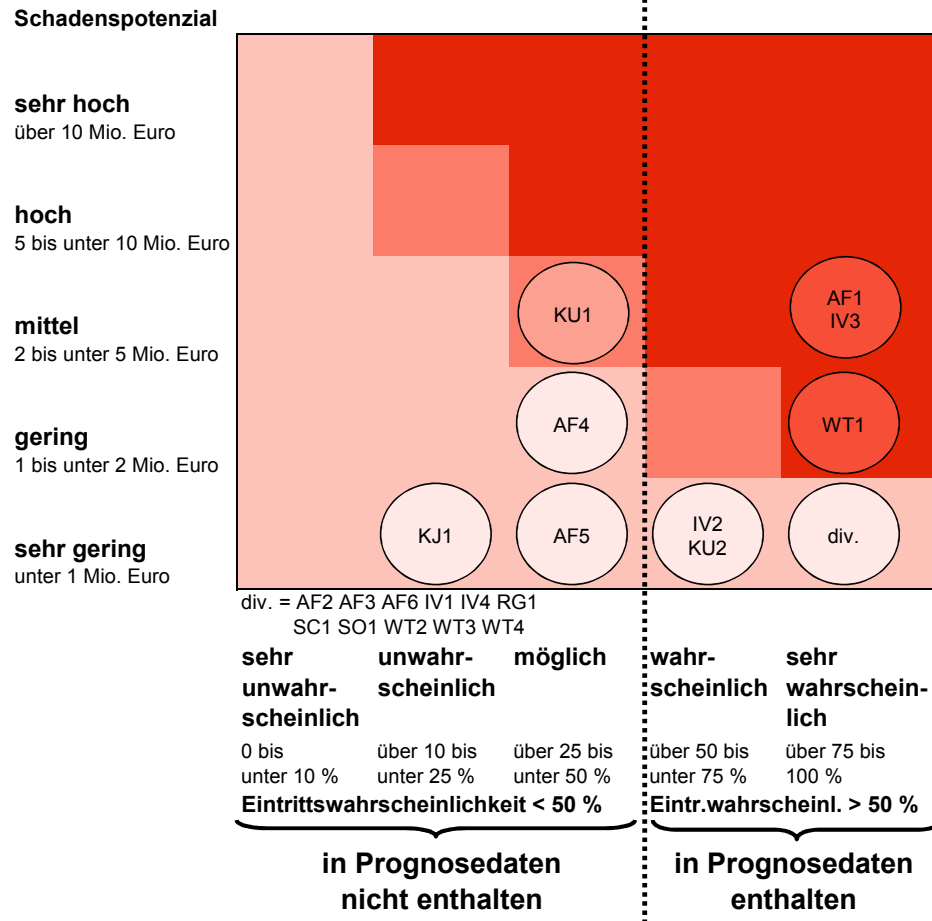 Schadenspotenzial
sehr hoch
über 10 Mio. Euro
hoch
5 bis unter 10 Mio. Euro
mittel
2 bis unter 5 Mio. Euro
KU1
AF1
IV3
gering
1 bis unter 2 Mio. Euro
AF4
WT1
sehr gering
unter 1 Mio. Euro
KJ1
AF5
IV2
KU2
div.
div. = AF2 AF3 AF6 IV1 IV4 RG1
SC1 SO1 WT2 WT3 WT4
sehr
unwahr-
scheinlich
0 bis
unter 10 %
unwahr-
scheinlich
über 10 bis
unter 25 %
möglich
über 25 bis
unter 50 %
wahr-
scheinlich
über 50 bis
unter 75 %
sehr
wahrschein-
lich
über 75 bis
100 %
Eintrittswahrscheinlichkeit < 50 %
Eintr.wahrscheinl. > 50 %
in Prognosedaten
nicht enthalten
in Prognosedaten
enthalten